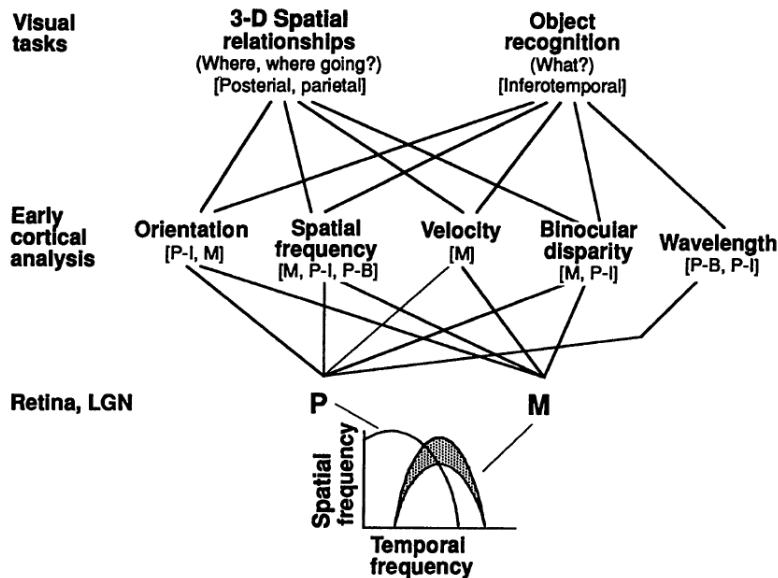 Visual
tasks
3-D Spatial
relationships
(Where, where going?)
[Posterial, parietal]
Object
recognition
(What?)
[Inferotemporal]
Early
cortical
analysis
Orientation
[P-I, M]
Spatial
frequency
[M, P-I, P-B]
Velocity
[M]
Binocular
disparity
[M, P-I]
Wavelength
[P-B, P-I]
Retina, LGN
P
M
Spatial
frequency
Temporal
frequency